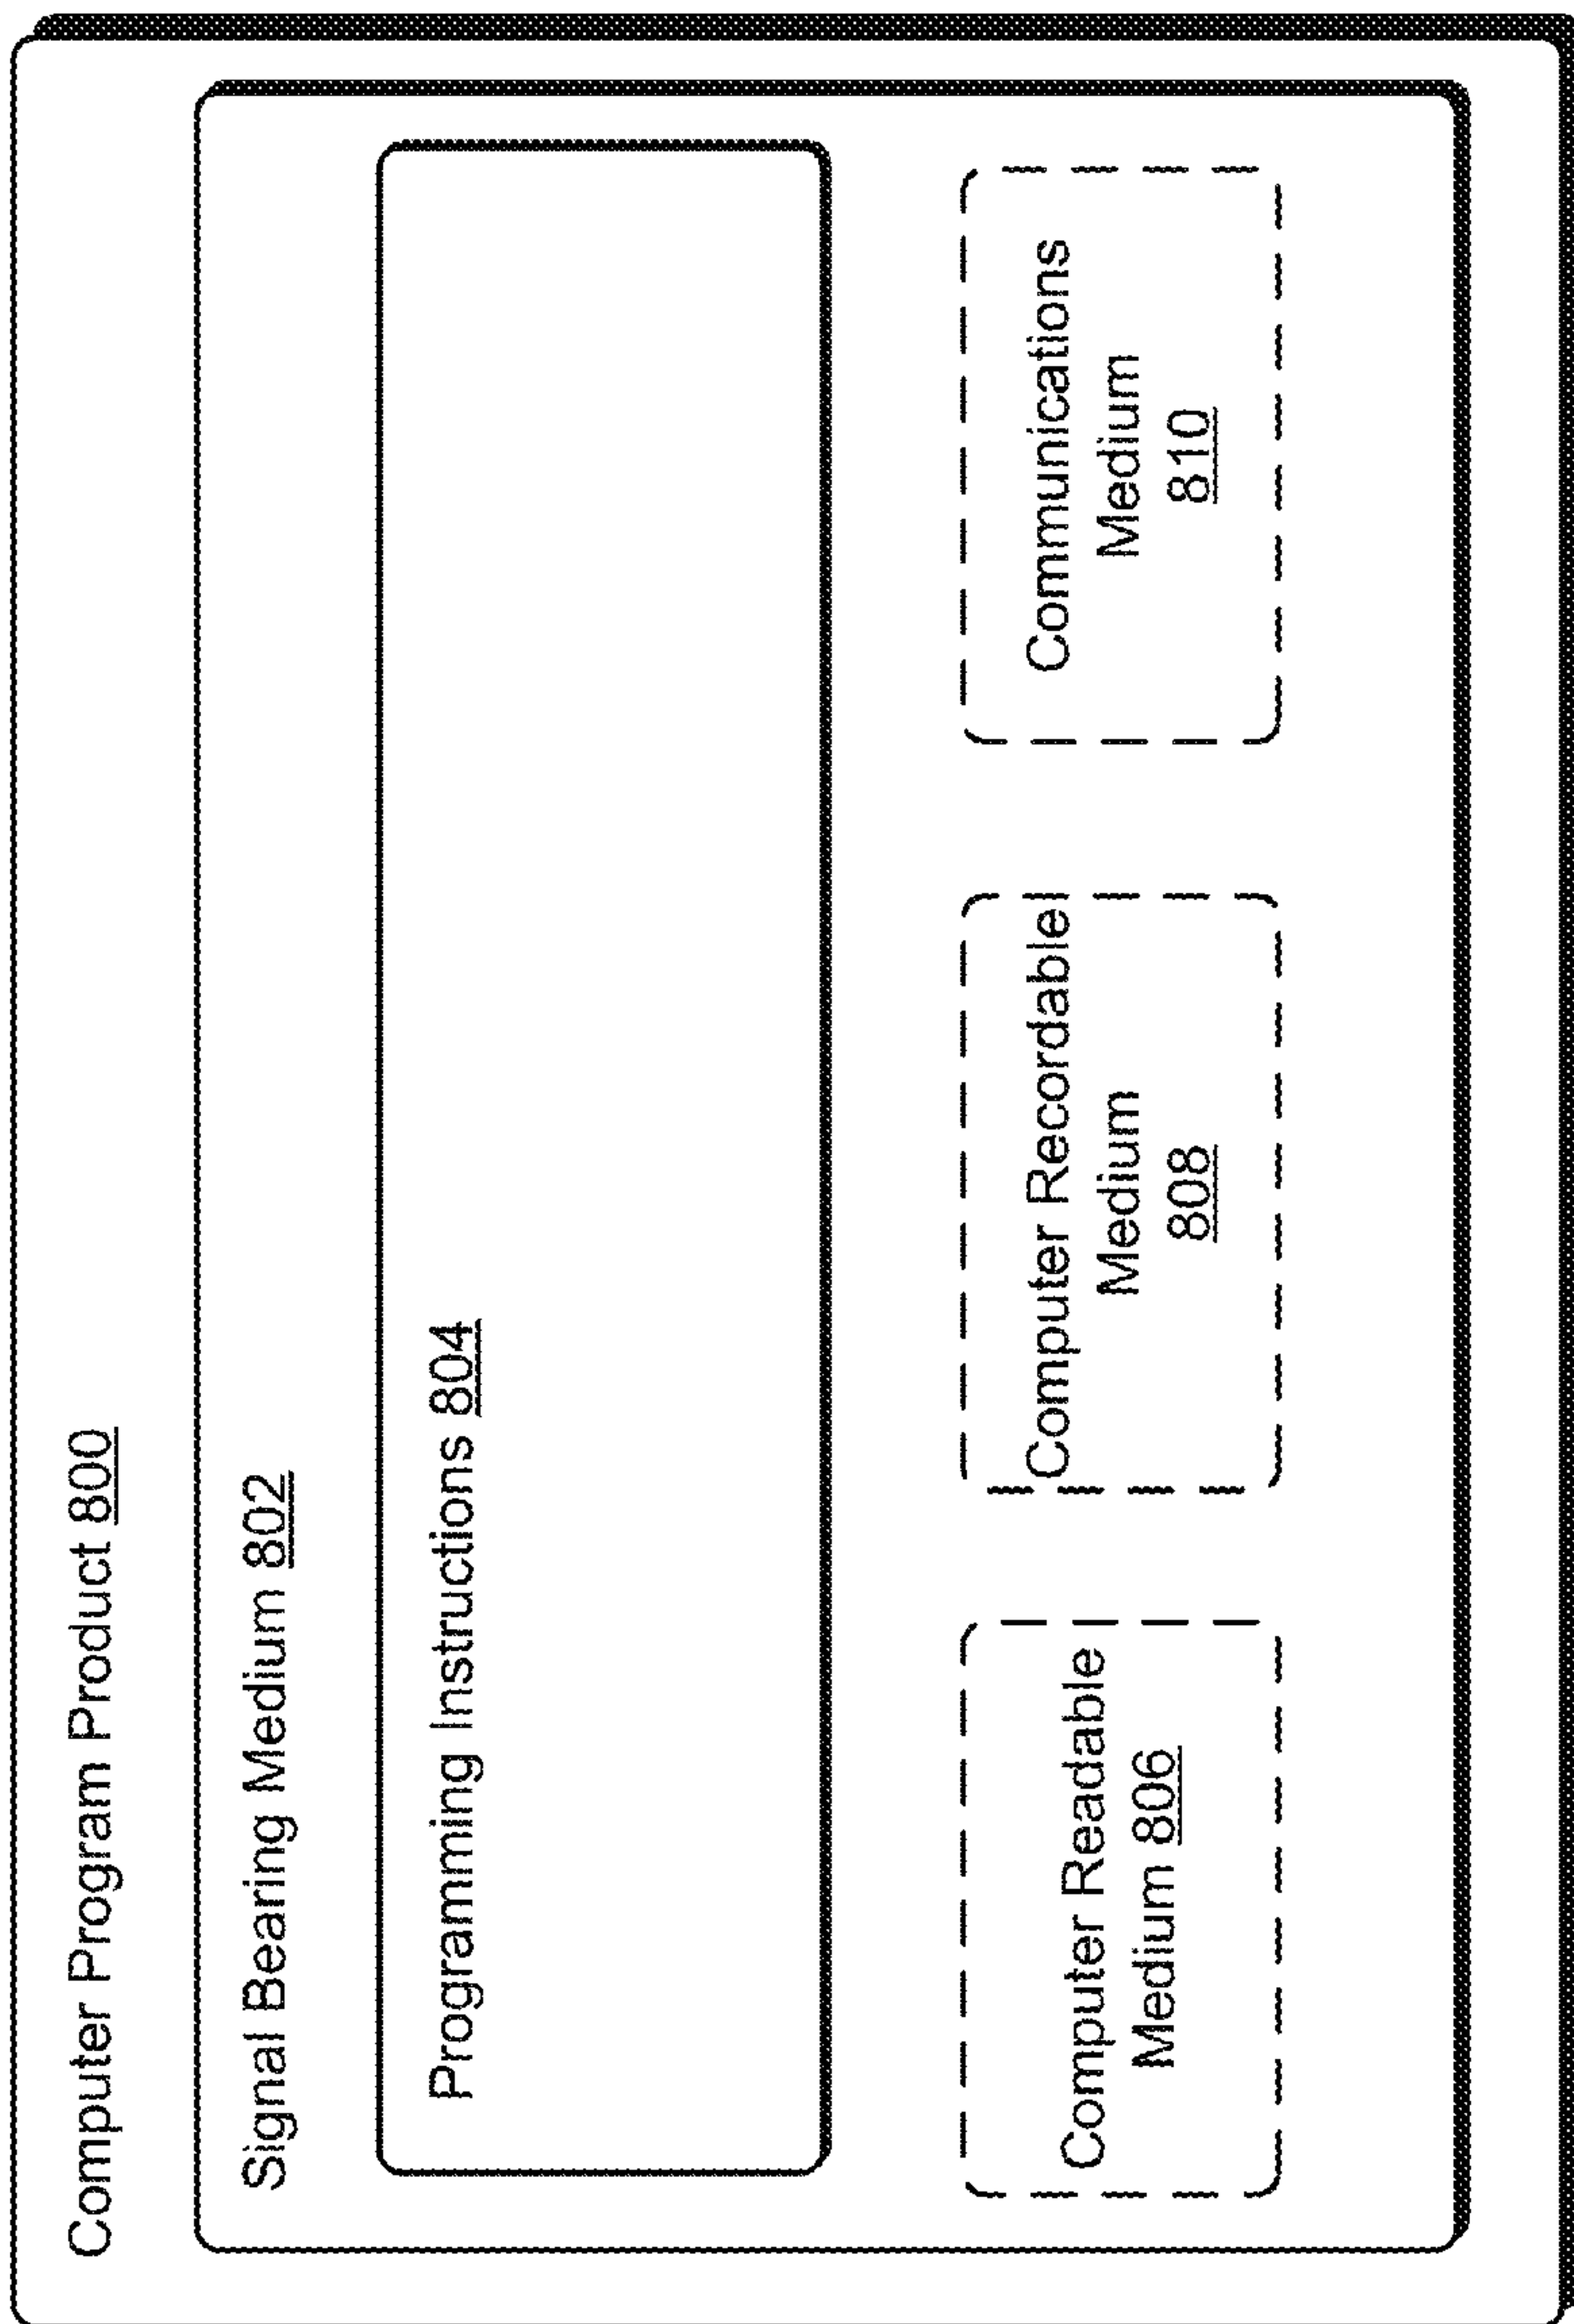 Computer Program Product 800
Signal Bearing Medium 802
Programming Instructions 804
Computer Readable
Medium 806
Computer Recordable
Medium
808
Communications
Medium
810